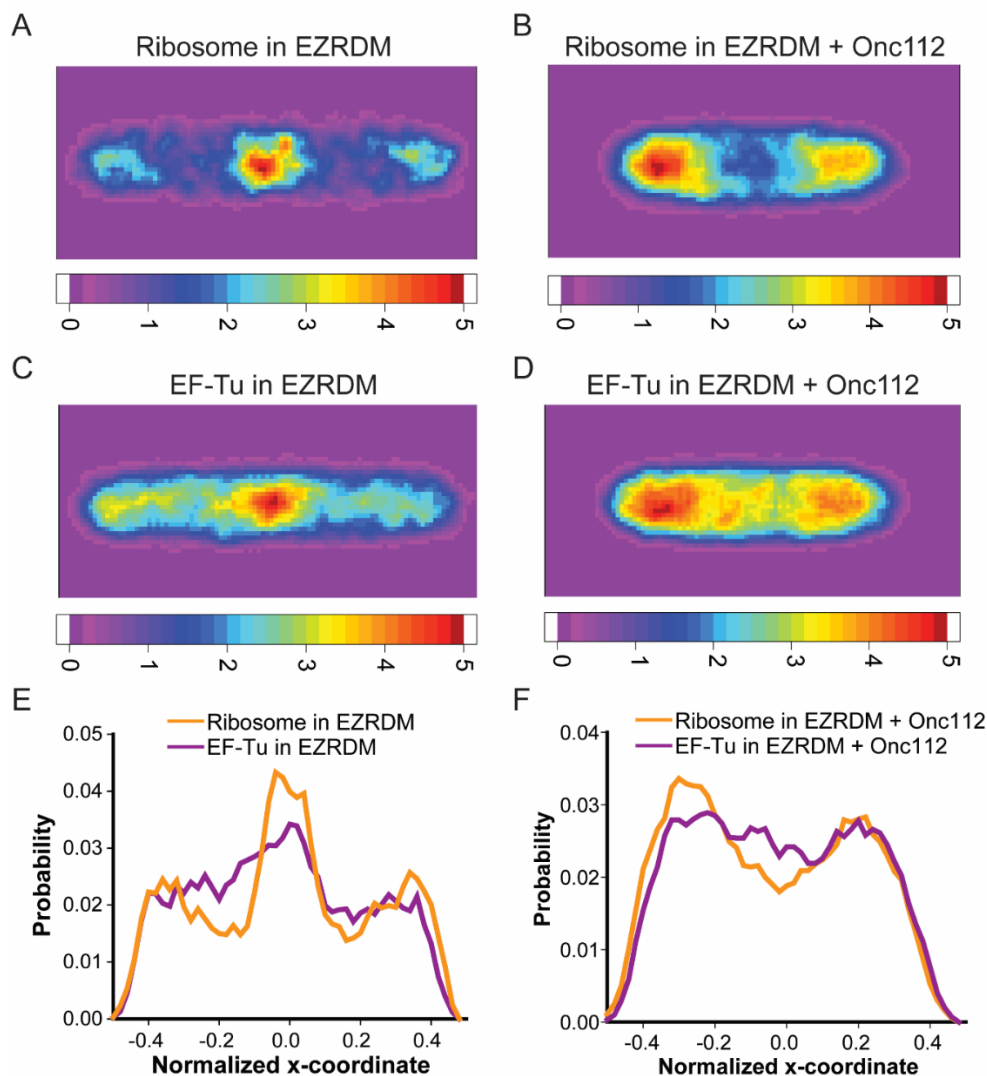 A
Ribosome in EZRDM
B
Ribosome in EZRDM + Onc112
0 1 2 3 4 5
0 1 2 3 4 5
C
EF-Tu in EZRDM
D
EF-Tu in EZRDM + Onc112
0 1 2 3 4 5
0 1 2 3 4 5
E
Ribosome in EZRDM
EF-Tu in EZRDM
0.05
0.04
0.03
0.02
0.01
0.00
Probability
-0.4 -0.2 0.0 0.2 0.4
Normalized x-coordinate
F
Ribosome in EZRDM + Onc112
EF-Tu in EZRDM + Onc112
0.04
0.03
0.02
0.01
0.00
Probability
-0.4 -0.2 0.0 0.2 0.4
Normalized x-coordinate